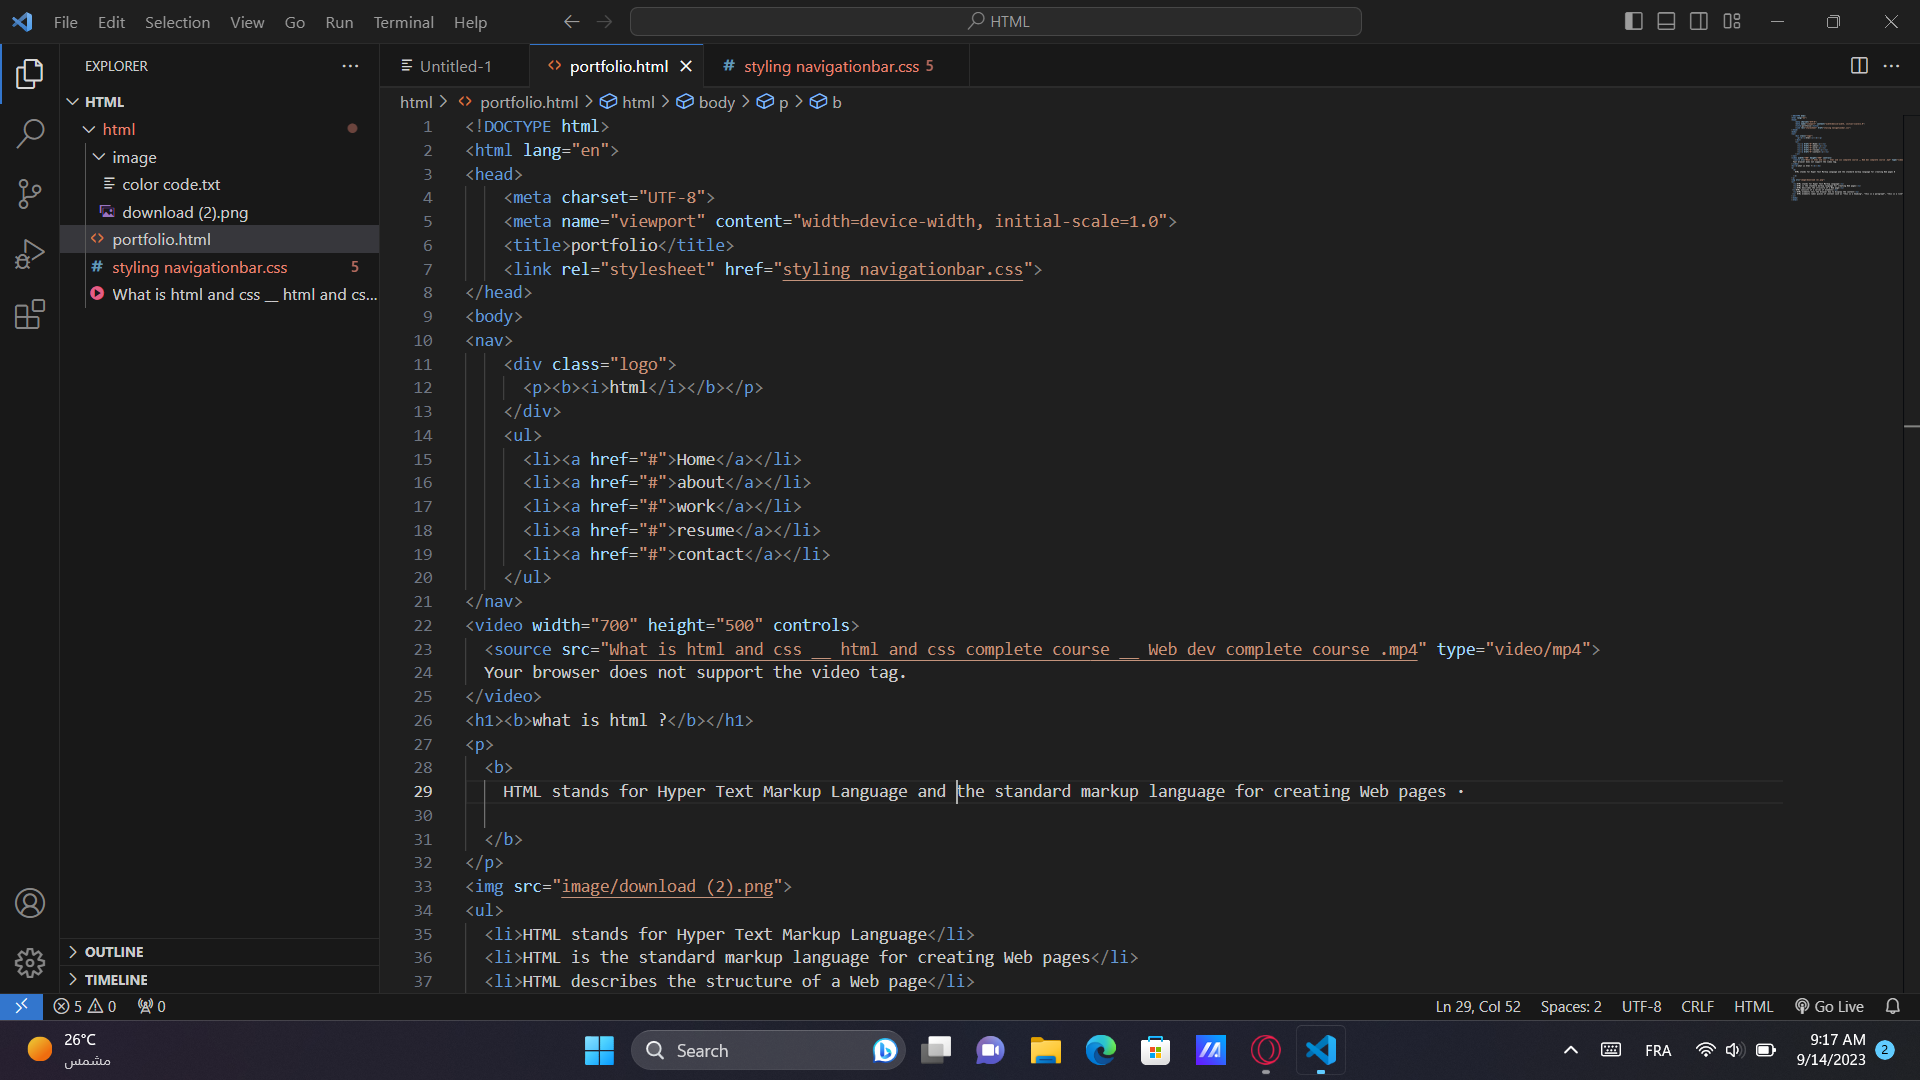 File Edit Selection View Go Run Terminal Help
HTML
EXPLORER
HTML
html
image
color code.txt
download (2).png
portfolio.html
styling navigationbar.css 5
What is html and css __ html and cs...
OUTLINE
TIMELINE
Untitled-1
portfolio.html
# styling navigationbar.css 5
html > portfolio.html > html > body > p > b
1 <!DOCTYPE html>
2 <html lang="en">
3 <head>
4 <meta charset="UTF-8">
5 <meta name="viewport" content="width=device-width, initial-scale=1.0">
6 <title>portfolio</title>
7 <link rel="stylesheet" href="styling navigationbar.css">
8 </head>
9 <body>
10 <nav>
11 <div class="logo">
12 <p><b><i>html</i></b></p>
13 </div>
14 <ul>
15 <li><a href="#">Home</a></li>
16 <li><a href="#">about</a></li>
17 <li><a href="#">work</a></li>
18 <li><a href="#">resume</a></li>
19 <li><a href="#">contact</a></li>
20 </ul>
21 </nav>
22 <video width="700" height="500" controls>
23 <source src="What is html and css __ html and css complete course __ Web dev complete course .mp4" type="video/mp4">
24 Your browser does not support the video tag.
25 </video>
26 <h1><b>what is html ?</b></h1>
27 <p>
28 <b>
29 HTML stands for Hyper Text Markup Language and the standard markup language for creating Web pages ·
30
31 </b>
32 </p>
33 <img src="image/download (2).png">
34 <ul>
35 <li>HTML stands for Hyper Text Markup Language</li>
36 <li>HTML is the standard markup language for creating Web pages</li>
37 <li>HTML describes the structure of a Web page</li>
5 0 0
Ln 29, Col 52 Spaces: 2 UTF-8 CRLF HTML Go Live
26°C
مشمس
Search
FRA
9:17 AM
9/14/2023
2